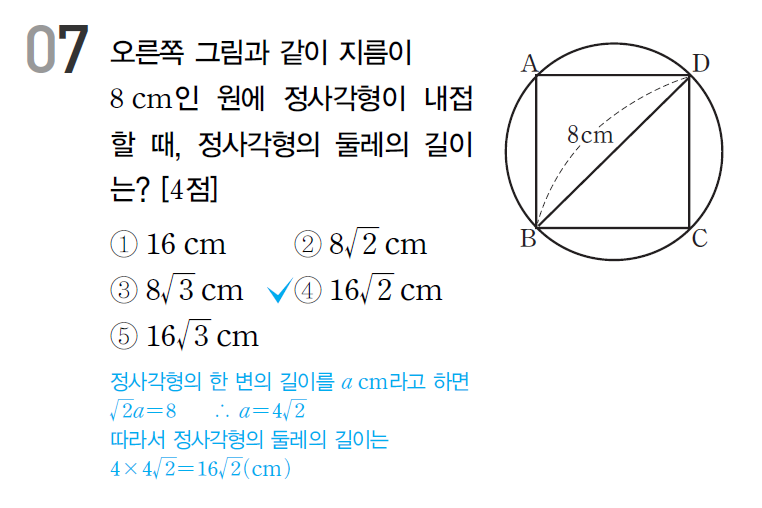 07
오른쪽 그림과 같이 지름이
8 cm인 원에 정사각형이 내접
할 때, 정사각형의 둘레의 길이
는? [4점]
A
D
8cm
B
C
① 16 cm ② 8√2 cm
③ 8√3 cm ④ 16√2 cm
⑤ 16√3 cm
정사각형의 한 변의 길이를 a cm라고 하면
√2a=8 ∴ a=4√2
따라서 정사각형의 둘레의 길이는
4×4√2=16√2(cm)